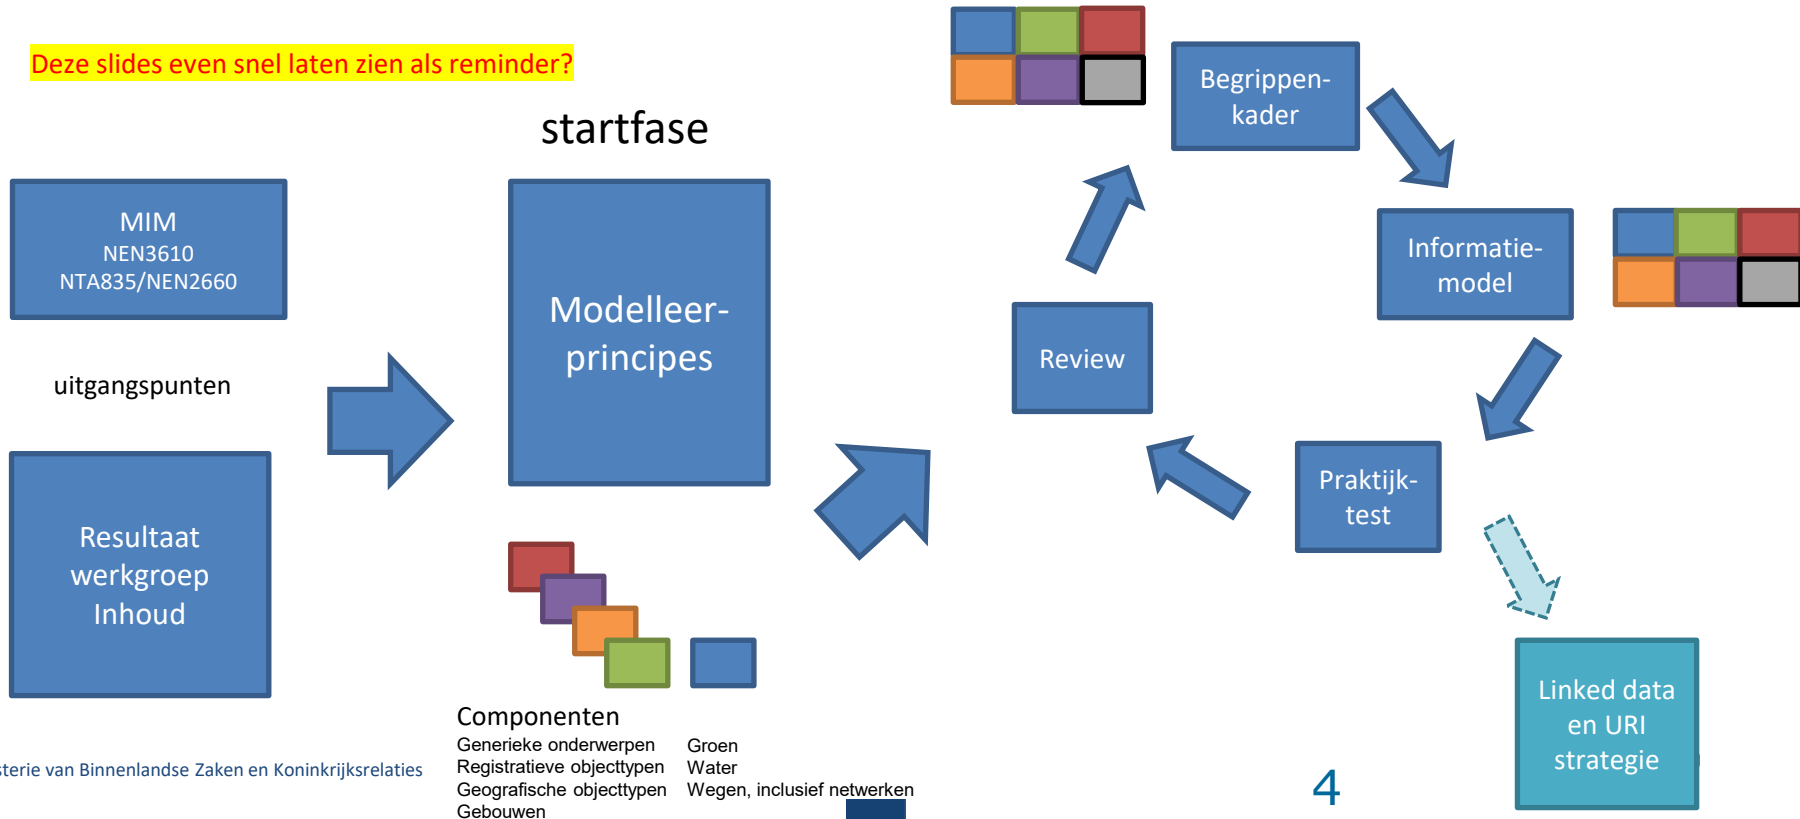 Deze slides even snel laten zien als reminder?
startfase
MIM
NEN3610
NTA835/NEN2660
uitgangspunten
Resultaat
werkgroep
Inhoud
Modelleer-
principes
Componenten
Generieke onderwerpen
Registratieve objecttypen
Geografische objecttypen
Gebouwen
Groen
Water
Wegen, inclusief netwerken
Begrippen-
kader
Informatie-
model
Praktijk-
test
Review
Linked data
en URI
strategie
sterie van Binnenlandse Zaken en Koninkrijksrelaties
4